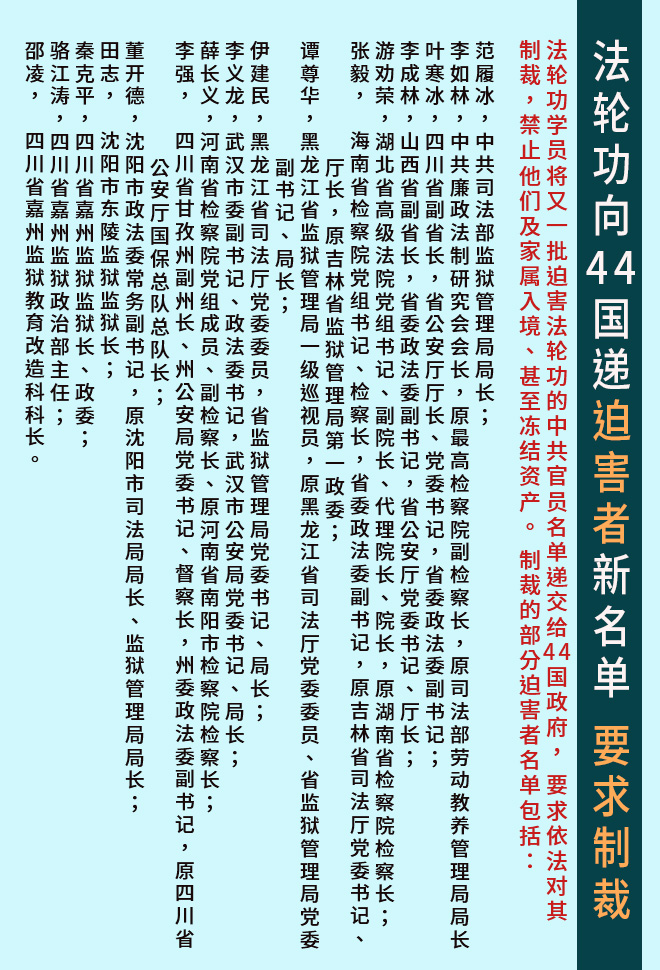 法轮功向44国递迫害者新名单 要求制裁
法轮功学员将又一批迫害法轮功的中共官员名单递交给44国政府，要求依法对其
制裁，禁止他们及家属入境、甚至冻结资产。制裁的部分迫害者名单包括：
范履冰，中共司法部监狱管理局局长；
李如林，中共廉政法制研究会会长，原最高检察院副检察长，原司法部劳动教养管理局局长
叶寒冰，四川省副省长，省公安厅厅长、党委书记，省委政法委副书记；
李成林，山西省副省长，省委政法委副书记，省公安厅党委书记、厅长；
游劝荣，湖北省高级法院党组书记、副院长、代理院长、院长，原湖南省检察院检察长；
张毅，海南省检察院党组书记、检察长，省委政法委副书记，原吉林省司法厅党委书记、
厅长，原吉林省监狱管理局第一政委；
谭尊华，黑龙江省监狱管理局一级巡视员，原黑龙江省司法厅党委委员、省监狱管理局党委
副书记、局长；
伊建民，黑龙江省司法厅党委委员，省监狱管理局党委书记、局长；
李义龙，武汉市委副书记、政法委书记，武汉市公安局党委书记、局长；
薛长义，河南省检察院党组成员、副检察长、原河南省南阳市检察院检察长；
李强，四川省甘孜州副州长、州公安局党委书记、督察长，州委政法委副书记，原四川省
公安厅国保总队总队长；
董开德，沈阳市政法委常务副书记，原沈阳市司法局局长、监狱管理局局长；
田志，沈阳市东陵监狱监狱长；
秦克平，四川省嘉州监狱监狱长、政委；
骆江涛，四川省嘉州监狱政治部主任；
邵凌，四川省嘉州监狱教育改造科科长。